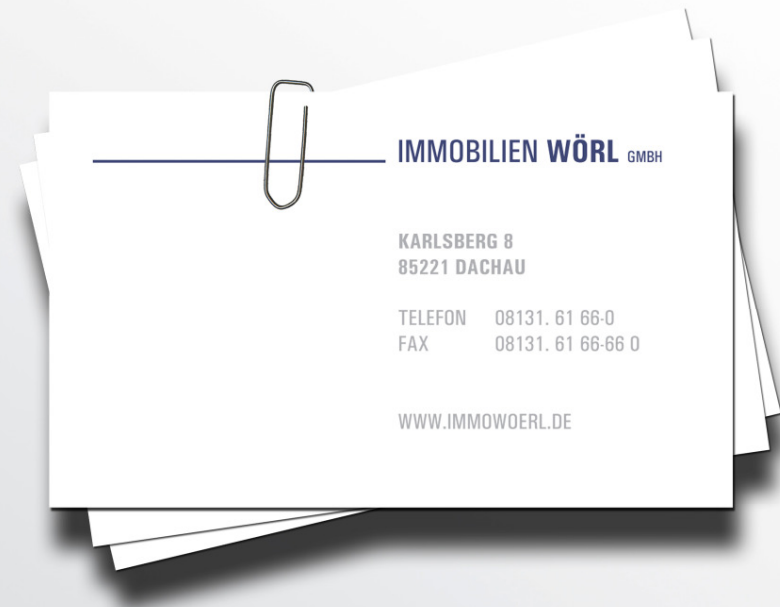 IMMOBILIEN WÖRL GMBH
KARLSBERG 8
85221 DACHAU
TELEFON 08131. 61 66-0
FAX 08131. 61 66-66 0
WWW.IMMOWOERL.DE